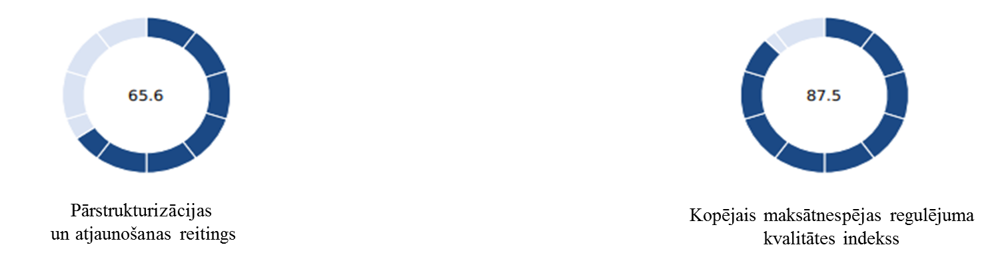 65.6
Pārstrukturizācijas
un atjaunošanas reitings
87.5
Kopējais maksātnespējas regulējuma
kvalitātes indekss